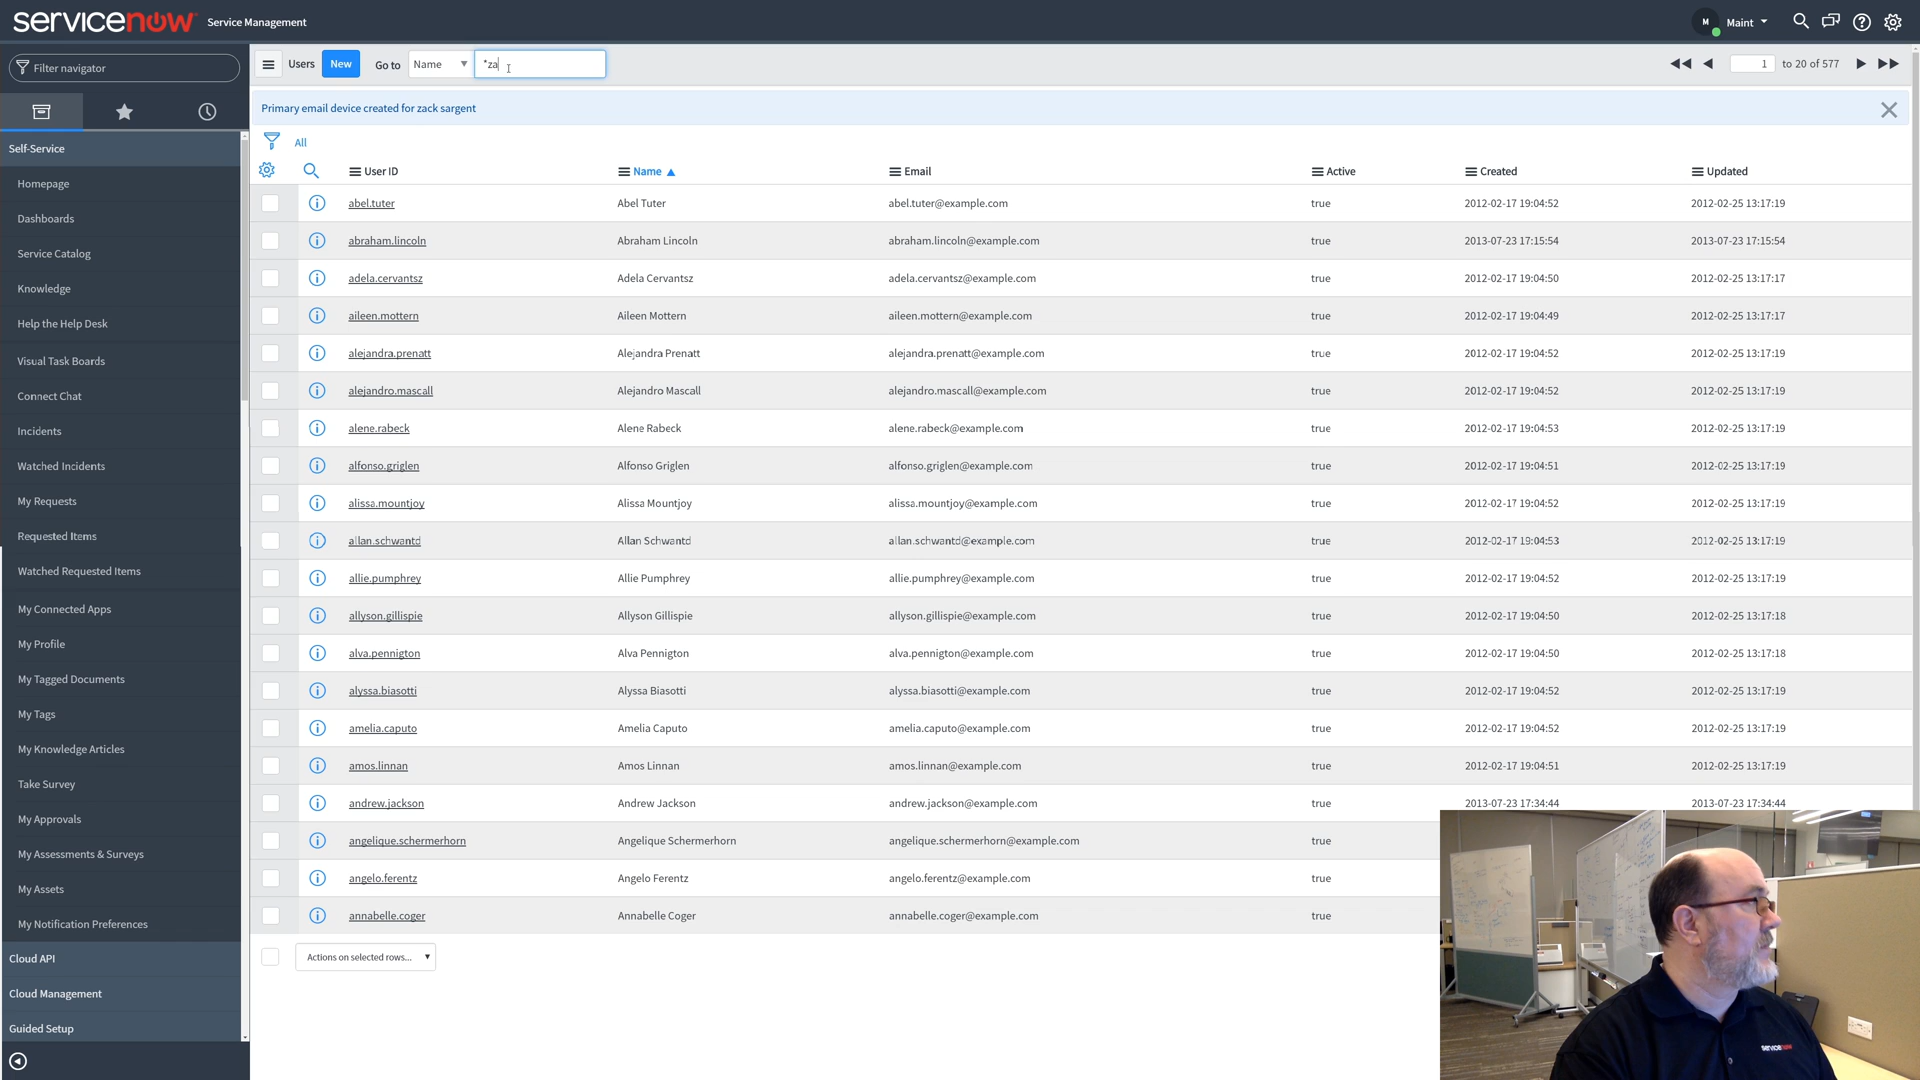 servicenow Service Management
M Maint
Filter navigator
Users New Go to Name *za 1 to 20 of 577
Primary email device created for zack sargent
All
User ID Name Email Active Created Updated
abel.tuter Abel Tuter abel.tuter@example.com true 2012-02-17 19:04:52 2012-02-25 13:17:19
abraham.lincoln Abraham Lincoln abraham.lincoln@example.com true 2013-07-23 17:15:54 2013-07-23 17:15:54
adela.cervantsz Adela Cervantsz adela.cervantsz@example.com true 2012-02-17 19:04:50 2012-02-25 13:17:17
aileen.mottern Aileen Mottern aileen.mottern@example.com true 2012-02-17 19:04:49 2012-02-25 13:17:17
alejandra.prenatt Alejandra Prenatt alejandra.prenatt@example.com true 2012-02-17 19:04:52 2012-02-25 13:17:19
alejandro.mascall Alejandro Mascall alejandro.mascall@example.com true 2012-02-17 19:04:52 2012-02-25 13:17:19
alene.rabeck Alene Rabeck alene.rabeck@example.com true 2012-02-17 19:04:53 2012-02-25 13:17:19
alfonso.griglen Alfonso Griglen alfonso.griglen@example.com true 2012-02-17 19:04:51 2012-02-25 13:17:19
alissa.mountjoy Alissa Mountjoy alissa.mountjoy@example.com true 2012-02-17 19:04:52 2012-02-25 13:17:19
allan.schwantd Allan Schwantd allan.schwantd@example.com true 2012-02-17 19:04:53 2012-02-25 13:17:19
allie.pumphrey Allie Pumphrey allie.pumphrey@example.com true 2012-02-17 19:04:52 2012-02-25 13:17:19
allyson.gillispie Allyson Gillispie allyson.gillispie@example.com true 2012-02-17 19:04:50 2012-02-25 13:17:18
alva.pennigton Alva Pennigton alva.pennigton@example.com true 2012-02-17 19:04:50 2012-02-25 13:17:18
alyssa.biasotti Alyssa Biasotti alyssa.biasotti@example.com true 2012-02-17 19:04:52 2012-02-25 13:17:19
amelia.caputo Amelia Caputo amelia.caputo@example.com true 2012-02-17 19:04:52 2012-02-25 13:17:19
amos.linnan Amos Linnan amos.linnan@example.com true 2012-02-17 19:04:51 2012-02-25 13:17:19
andrew.jackson Andrew Jackson andrew.jackson@example.com true 2013-07-23 17:34:44 2013-07-23 17:34:44
angelique.schermerhorn Angelique Schermerhorn angelique.schermerhorn@example.com true
angelo.ferentz Angelo Ferentz angelo.ferentz@example.com true
annabelle.coger Annabelle Coger annabelle.coger@example.com true
Actions on selected rows...
Self-Service
Homepage
Dashboards
Service Catalog
Knowledge
Help the Help Desk
Visual Task Boards
Connect Chat
Incidents
Watched Incidents
My Requests
Requested Items
Watched Requested Items
My Connected Apps
My Profile
My Tagged Documents
My Tags
My Knowledge Articles
Take Survey
My Approvals
My Assessments & Surveys
My Assets
My Notification Preferences
Cloud API
Cloud Management
Guided Setup
servicenow